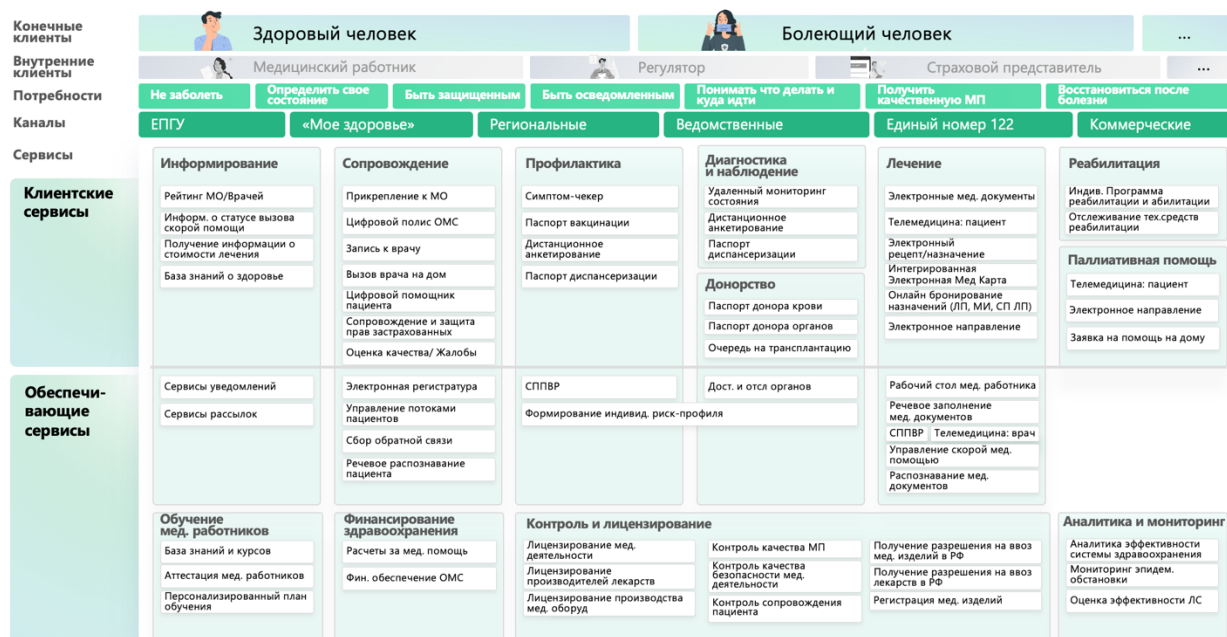 Конечные
клиенты
Здоровый человек
Болеющий человек
...
Внутренние
клиенты
Медицинский работник
Регулятор
Страховой представитель
...
Потребности
Не заболеть
Определить свое
состояние
Быть защищенным
Быть осведомленным
Понимать что делать и
куда идти
Получить
качественную МП
Восстановиться после
болезни
Каналы
ЕПГУ
«Мое здоровье»
Региональные
Ведомственные
Единый номер 122
Коммерческие
Сервисы
Клиентские
сервисы
Информирование
Рейтинг МО/Врачей
Информ. о статусе вызова
скорой помощи
Получение информации о
стоимости лечения
База знаний о здоровье
Сопровождение
Прикрепление к МО
Цифровой полис ОМС
Запись к врачу
Вызов врача на дом
Цифровой помощник
пациента
Сопровождение и защита
прав застрахованных
Оценка качества/ Жалобы
Профилактика
Симптом-чекер
Паспорт вакцинации
Дистанционное
анкетирование
Паспорт диспансеризации
Диагностика
и наблюдение
Удаленный мониторинг
состояния
Дистанционное
анкетирование
Паспорт
диспансеризации
Донорство
Паспорт донора крови
Паспорт донора органов
Очередь на трансплантацию
Лечение
Электронные мед. документы
Телемедицина: пациент
Электронный
рецепт/назначение
Интегрированная
Электронная Мед Карта
Онлайн бронирование
назначений (ЛП, МИ, СП ЛП)
Электронное направление
Реабилитация
Индив. Программа
реабилитации и абилитации
Отслеживание тех.средств
реабилитации
Паллиативная помощь
Телемедицина: пациент
Электронное направление
Заявка на помощь на дому
Обеспечи-
вающие
сервисы
Сервисы уведомлений
Сервисы рассылок
Электронная регистратура
Управление потоками
пациентов
Сбор обратной связи
Речевое распознавание
пациента
СППВР
Дост. и отсл органов
Формирование индивид. риск-профиля
Рабочий стол мед. работника
Речевое заполнение
мед. документов
СППВР
Телемедицина: врач
Управление скорой мед.
помощью
Распознавание мед.
документов
Обучение
мед. работников
База знаний и курсов
Аттестация мед. работников
Персонализированный план
обучения
Финансирование
здравоохранения
Расчеты за мед. помощь
Фин. обеспечение ОМС
Контроль и лицензирование
Лицензирование мед.
деятельности
Лицензирование
производителей лекарств
Лицензирование производства
мед. оборуд
Контроль качества МП
Контроль качества
безопасности мед.
деятельности
Контроль сопровождения
пациента
Получение разрешения на ввоз
мед. изделий в РФ
Получение разрешения на ввоз
лекарств в РФ
Регистрация мед. изделий
Аналитика и мониторинг
Аналитика эффективности
системы здравоохранения
Мониторинг эпидем.
обстановки
Оценка эффективности ЛС